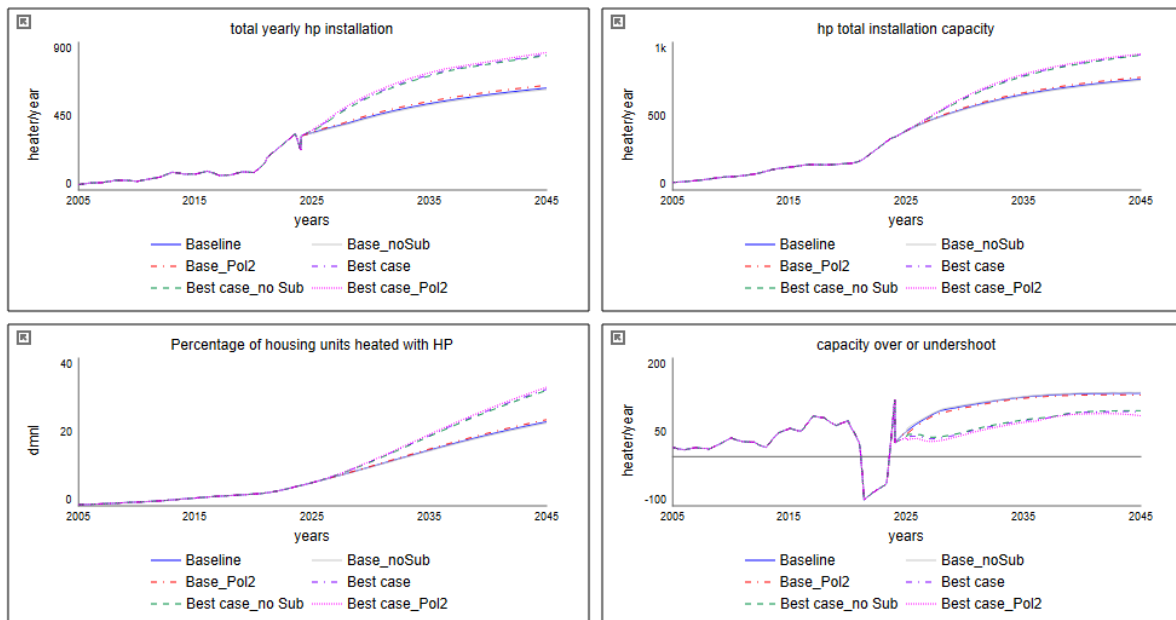 total yearly hp installation
900
450
0
heater/year
2005 2015 2025 2035 2045
years
Baseline Base_noSub
Base_Pol2 Best case
Best case_no Sub Best case_Pol2
hp total installation capacity
1k
500
0
heater/year
2005 2015 2025 2035 2045
years
Baseline Base_noSub
Base_Pol2 Best case
Best case_no Sub Best case_Pol2
Percentage of housing units heated with HP
40
20
0
dmnl
2005 2015 2025 2035 2045
years
Baseline Base_noSub
Base_Pol2 Best case
Best case_no Sub Best case_Pol2
capacity over or undershoot
200
50
-100
heater/year
2005 2015 2025 2035 2045
years
Baseline Base_noSub
Base_Pol2 Best case
Best case_no Sub Best case_Pol2